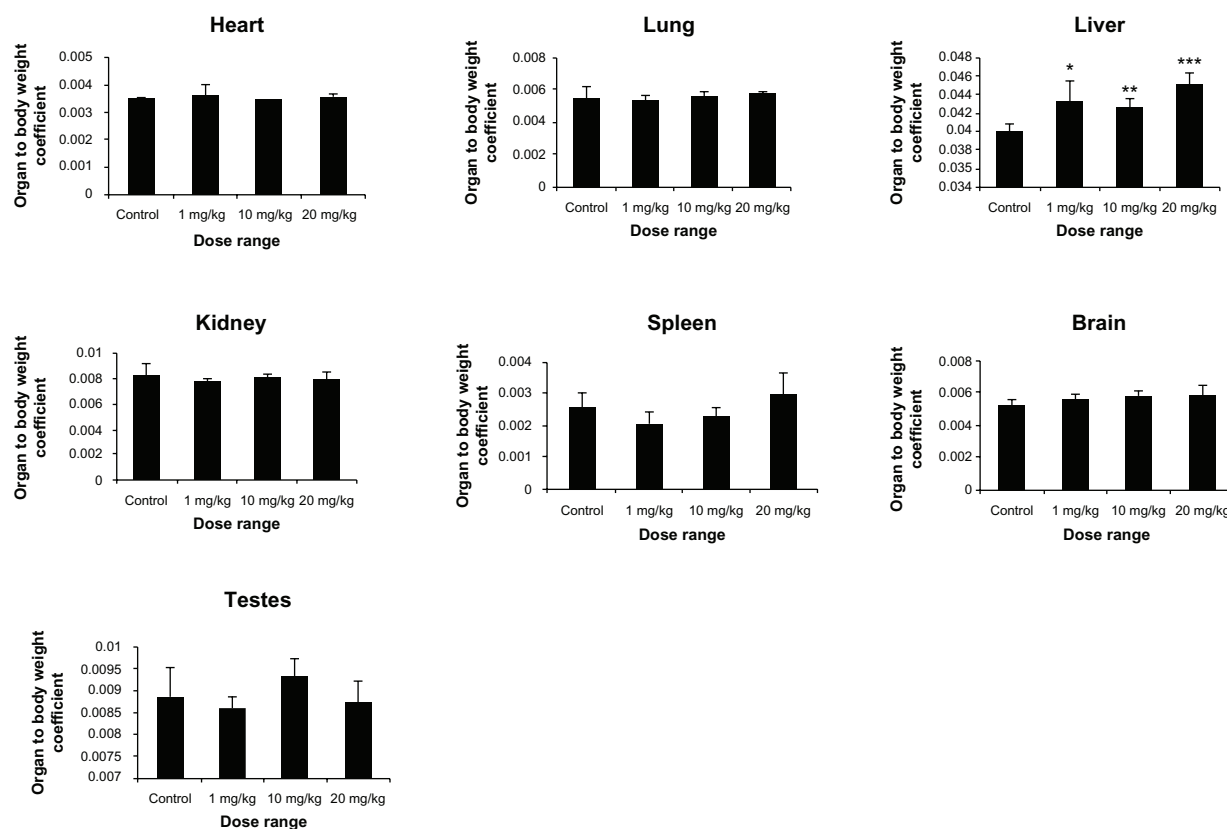 Heart
Organ to body weight
coefficient
0.005
0.004
0.003
0.002
0.001
0
Control 1 mg/kg 10 mg/kg 20 mg/kg
Dose range
Lung
Organ to body weight
coefficient
0.008
0.006
0.004
0.002
0
Control 1 mg/kg 10 mg/kg 20 mg/kg
Dose range
Liver
Organ to body weight
coefficient
0.048
0.046
0.044
0.042
0.04
0.038
0.035
0.034
* ** ***
Control 1 mg/kg 10 mg/kg 20 mg/kg
Dose range
Kidney
Organ to body weight
coefficient
0.01
0.008
0.006
0.004
0.002
0
Control 1 mg/kg 10 mg/kg 20 mg/kg
Dose range
Spleen
Organ to body weight
coefficient
0.004
0.003
0.002
0.001
0
Control 1 mg/kg 10 mg/kg 20 mg/kg
Dose range
Brain
Organ to body weight
coefficient
0.008
0.006
0.004
0.002
0
Control 1 mg/kg 10 mg/kg 20 mg/kg
Dose range
Testes
Organ to body weight
coefficient
0.01
0.0095
0.009
0.0085
0.008
0.0075
0.007
Control 1 mg/kg 10 mg/kg 20 mg/kg
Dose range